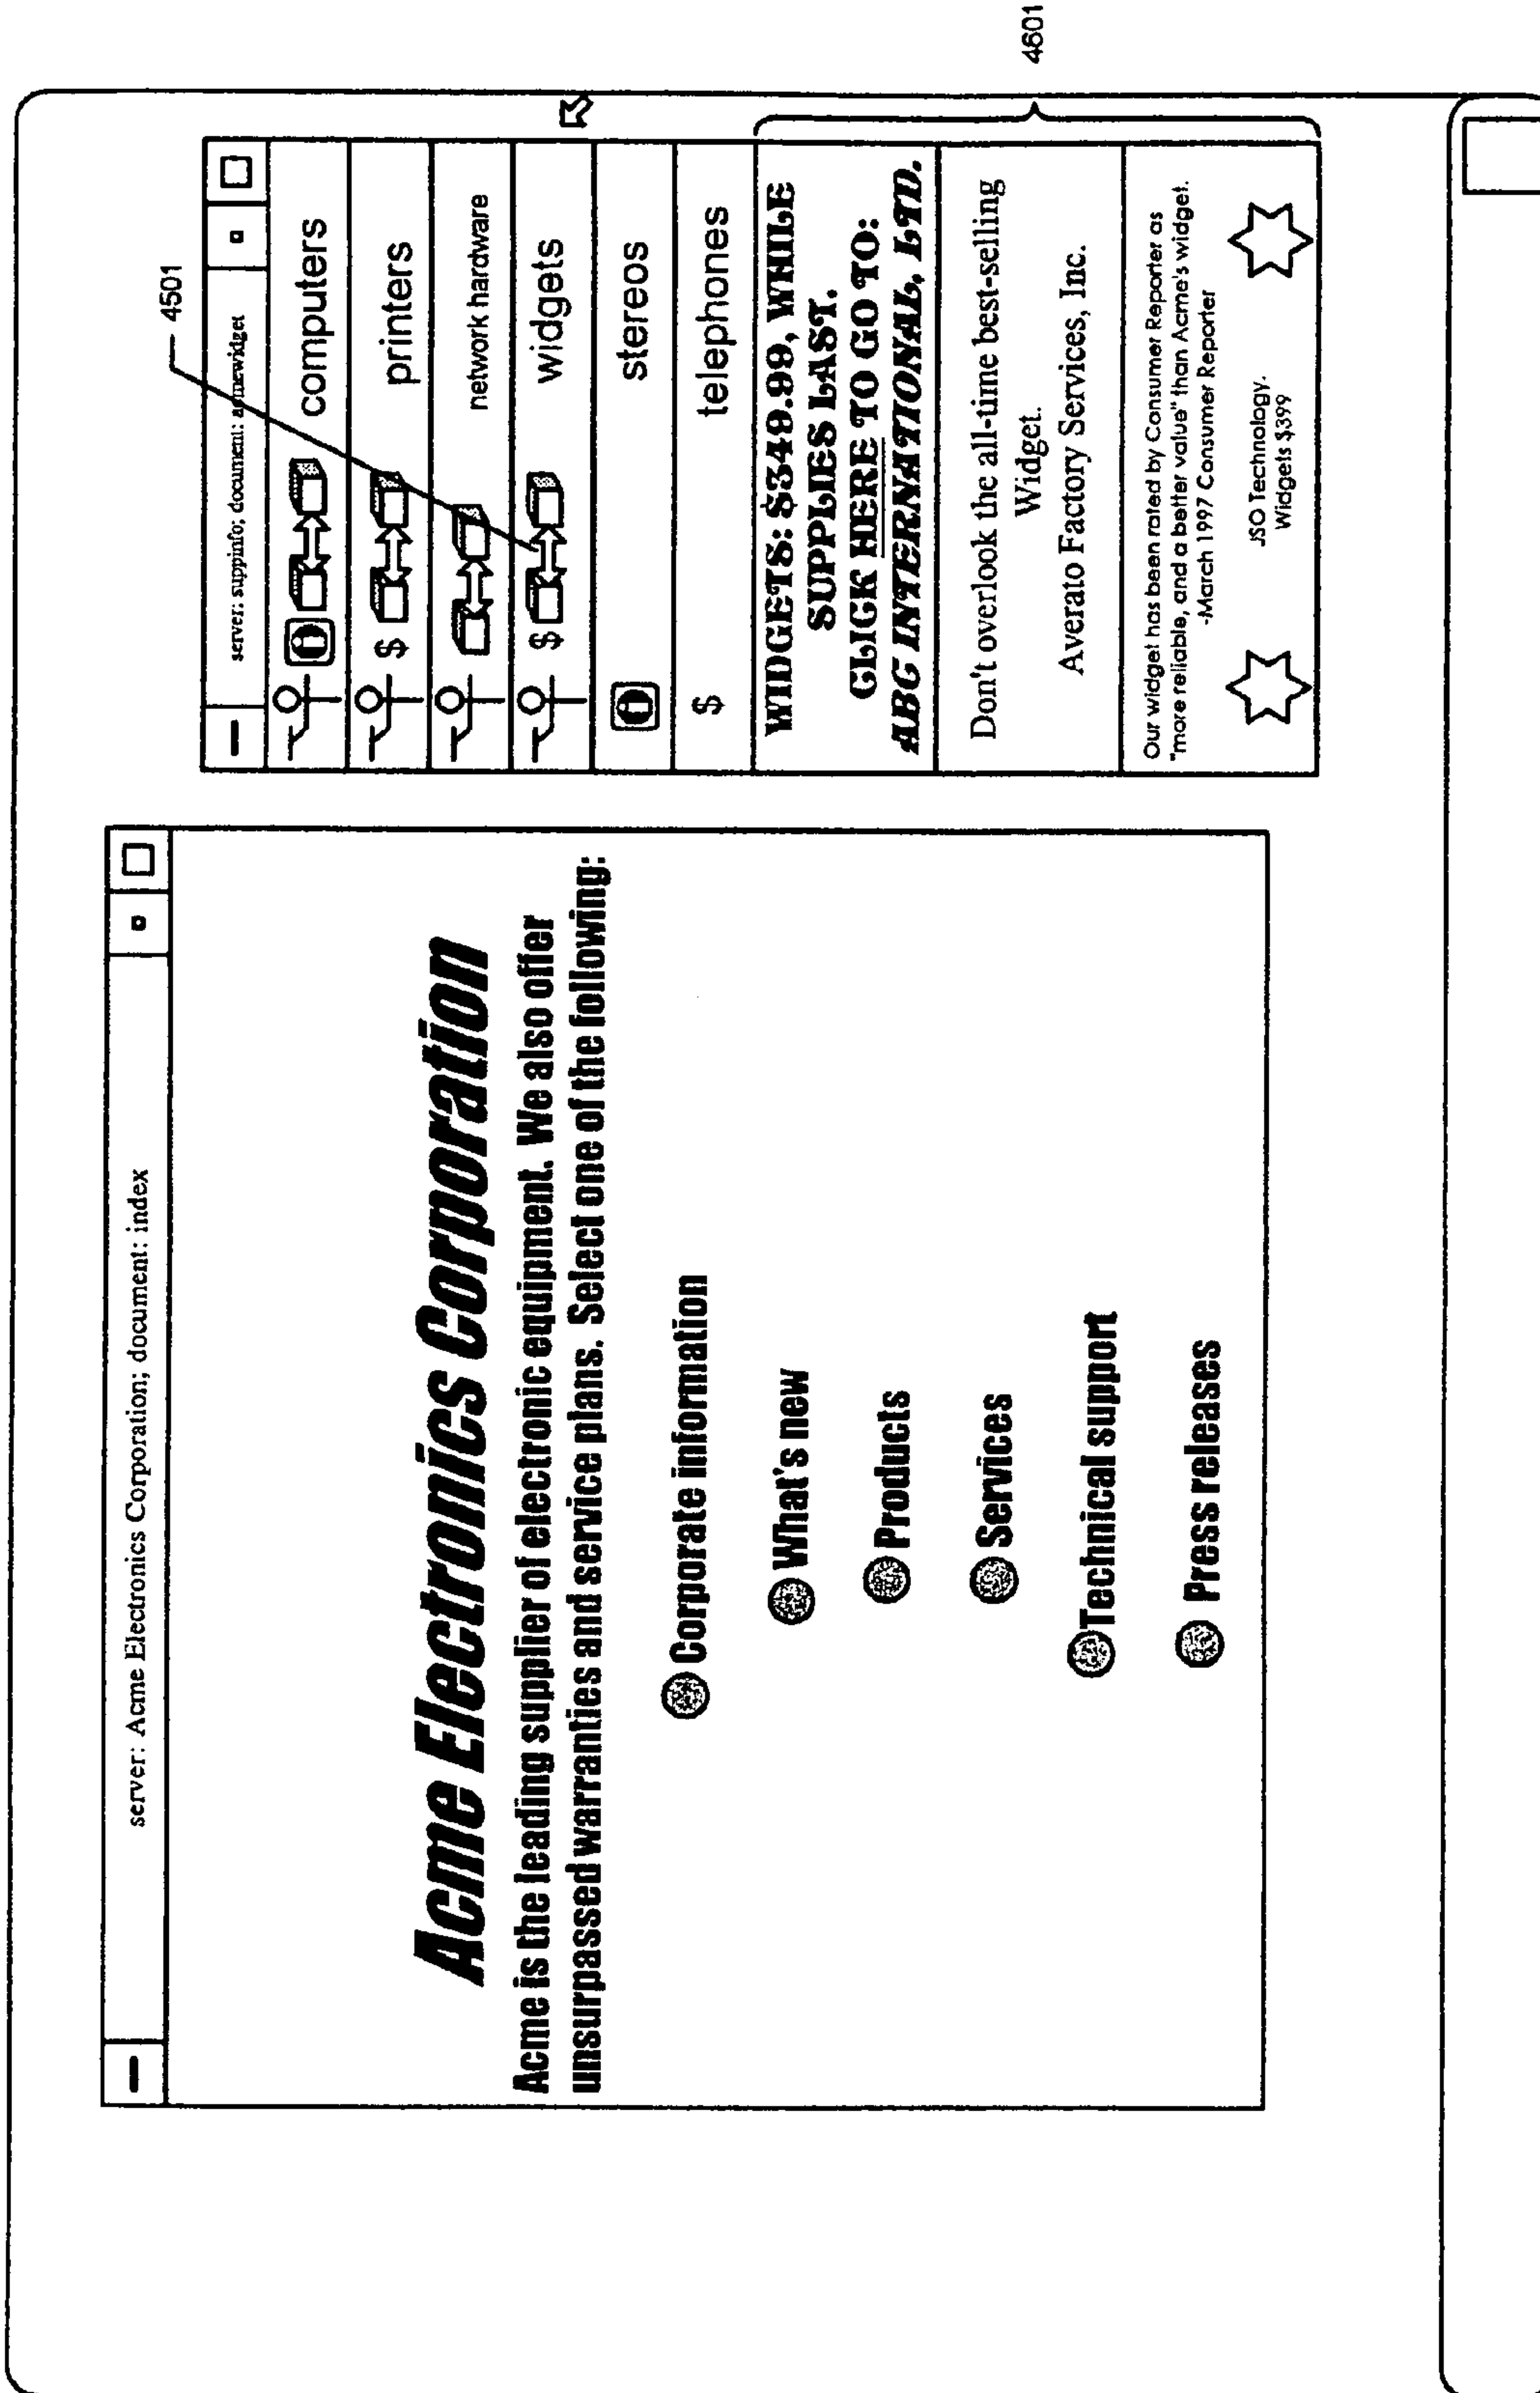 server: Acme Electronics Corporation; document: index
Acme Electronics Corporation
Acme is the leading supplier of electronic equipment. We also offer
unsurpassed warranties and service plans. Select one of the following:
Corporate information
What's new
Products
Services
Technical support
Press releases
4501
server: suppinfo; document: acmewidget
computers
$ printers
network hardware
$ widgets
stereos
$ telephones
WIDGETS: $349.99, WHILE
SUPPLIES LAST.
CLICK HERE TO GO TO:
ABG INTERNATIONAL, LTD.
Don't overlook the all-time best-selling
Widget.
Averato Factory Services, Inc.
Our widget has been rated by Consumer Reporter as
"more reliable, and a better value" than Acme's widget.
-March 1997 Consumer Reporter
JSO Technology.
Widgets $399
4601